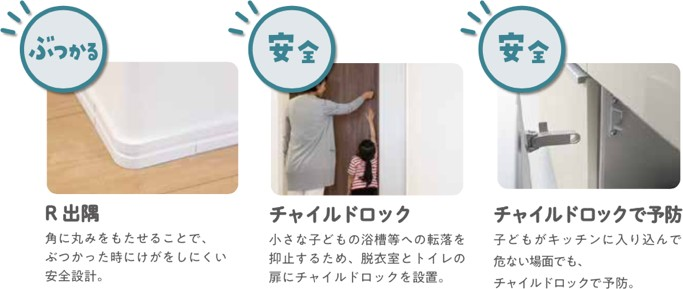 ぶつかる
R 出隅
角に丸みをもたせることで、
ぶつかった時にけがをしにくい
安全設計。
安全
チャイルドロック
小さな子どもの浴槽等への転落を
抑止するため、脱衣室とトイレの
扉にチャイルドロックを設置。
安全
チャイルドロックで予防
子どもがキッチンに入り込んで
危ない場面でも、
チャイルドロックで予防。